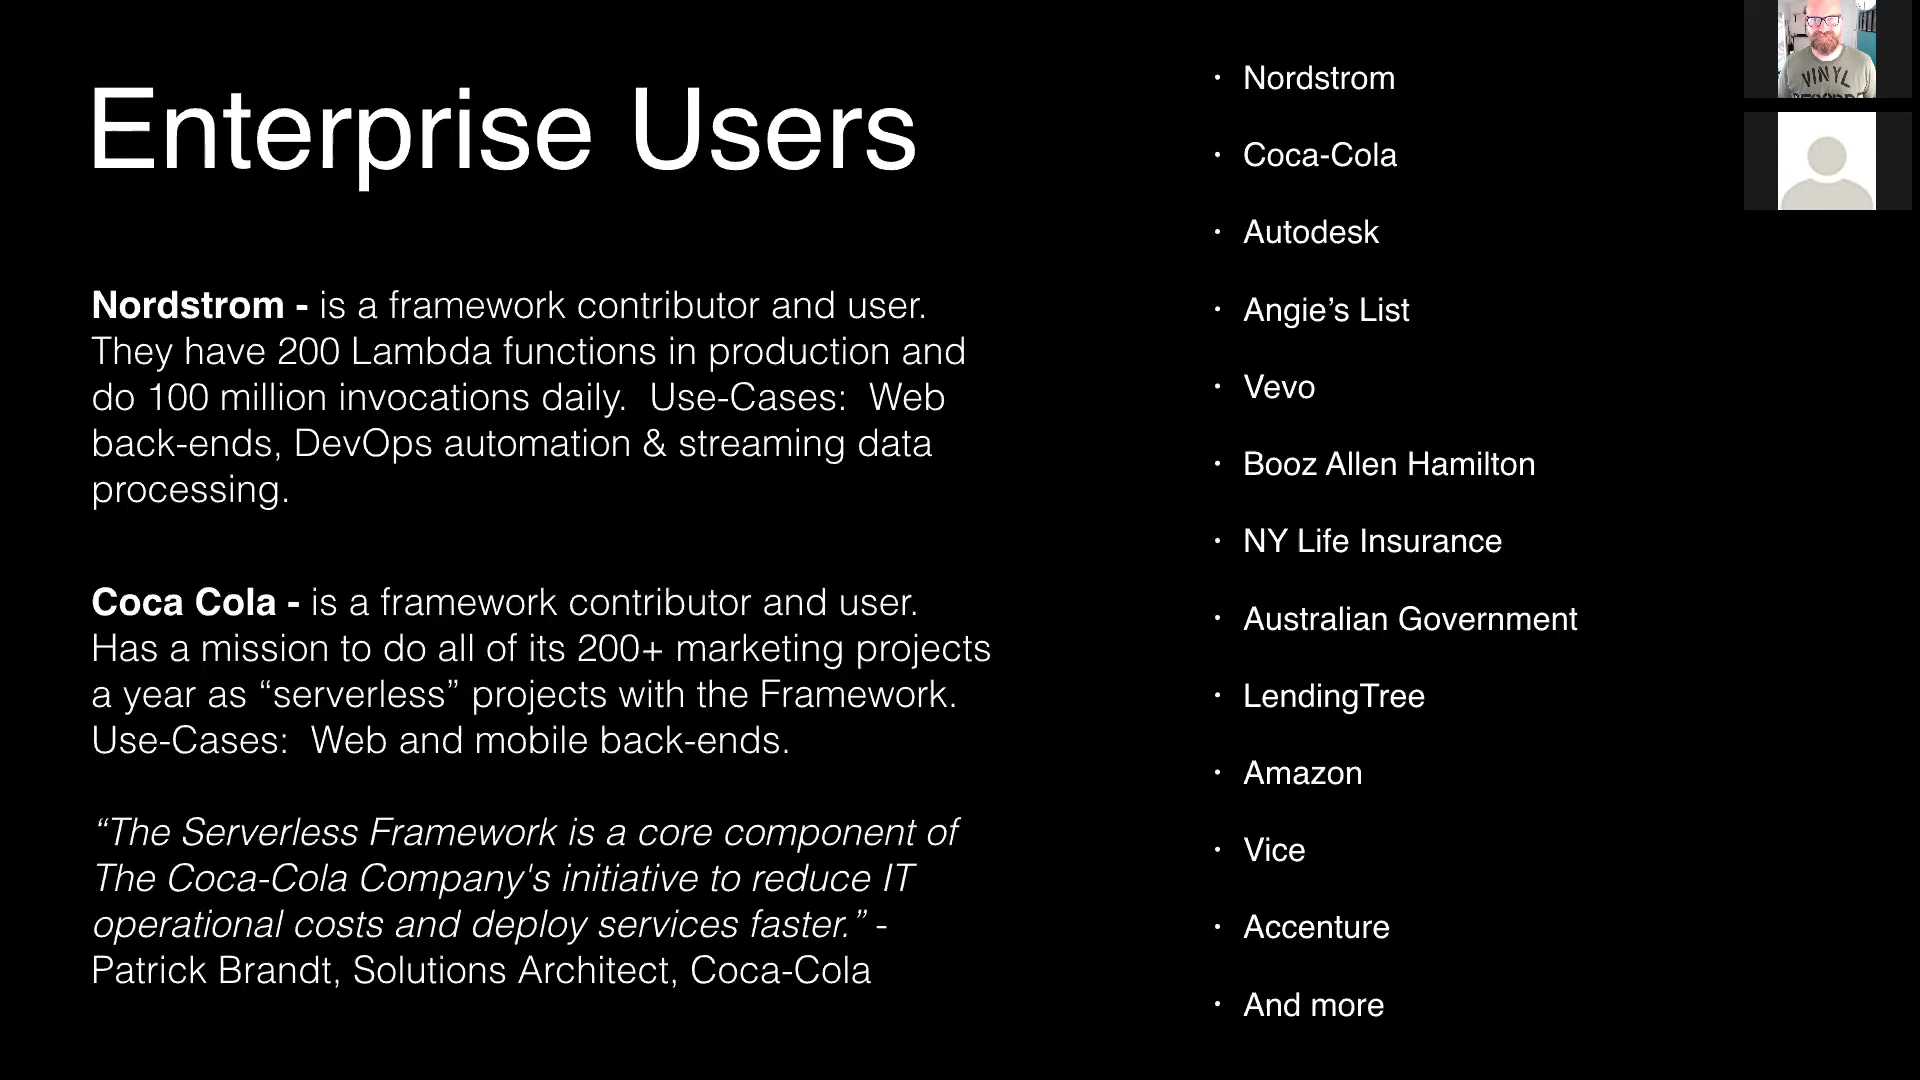 Enterprise Users
Nordstrom - is a framework contributor and user.
They have 200 Lambda functions in production and
do 100 million invocations daily.  Use-Cases:  Web
back-ends, DevOps automation & streaming data
processing.
Coca Cola - is a framework contributor and user.
Has a mission to do all of its 200+ marketing projects
a year as “serverless” projects with the Framework.
Use-Cases:  Web and mobile back-ends.
“The Serverless Framework is a core component of
The Coca-Cola Company's initiative to reduce IT
operational costs and deploy services faster.” -
Patrick Brandt, Solutions Architect, Coca-Cola
· Nordstrom
· Coca-Cola
· Autodesk
· Angie’s List
· Vevo
· Booz Allen Hamilton
· NY Life Insurance
· Australian Government
· LendingTree
· Amazon
· Vice
· Accenture
· And more
VINYL